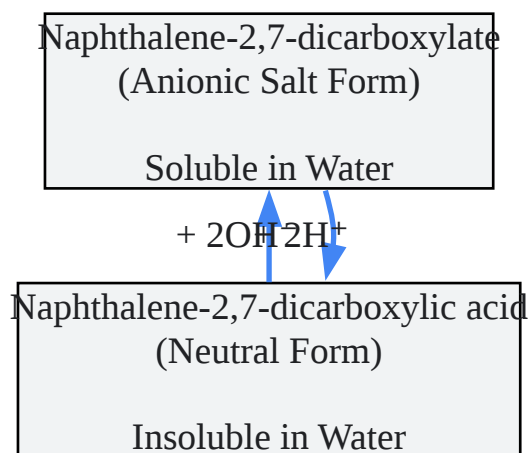 Naphthalene-2,7-dicarboxylate
(Anionic Salt Form)
Soluble in Water
+ 2OH⁻
+ 2H⁺
Naphthalene-2,7-dicarboxylic acid
(Neutral Form)
Insoluble in Water